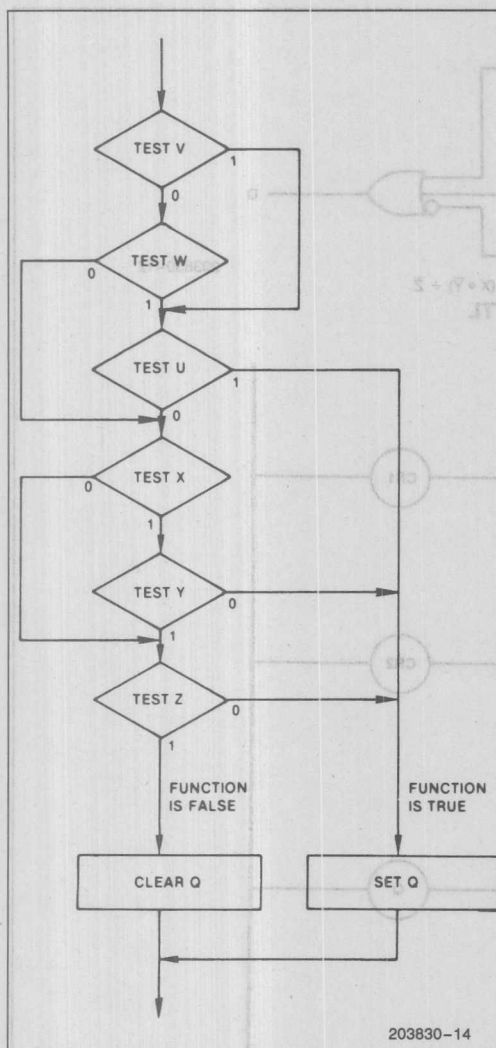 TEST V
1
0
TEST W
0
1
TEST U
1
0
TEST X
0
1
TEST Y
0
1
TEST Z
0
1
FUNCTION
IS FALSE
FUNCTION
IS TRUE
CLEAR Q
SET Q
203830-14